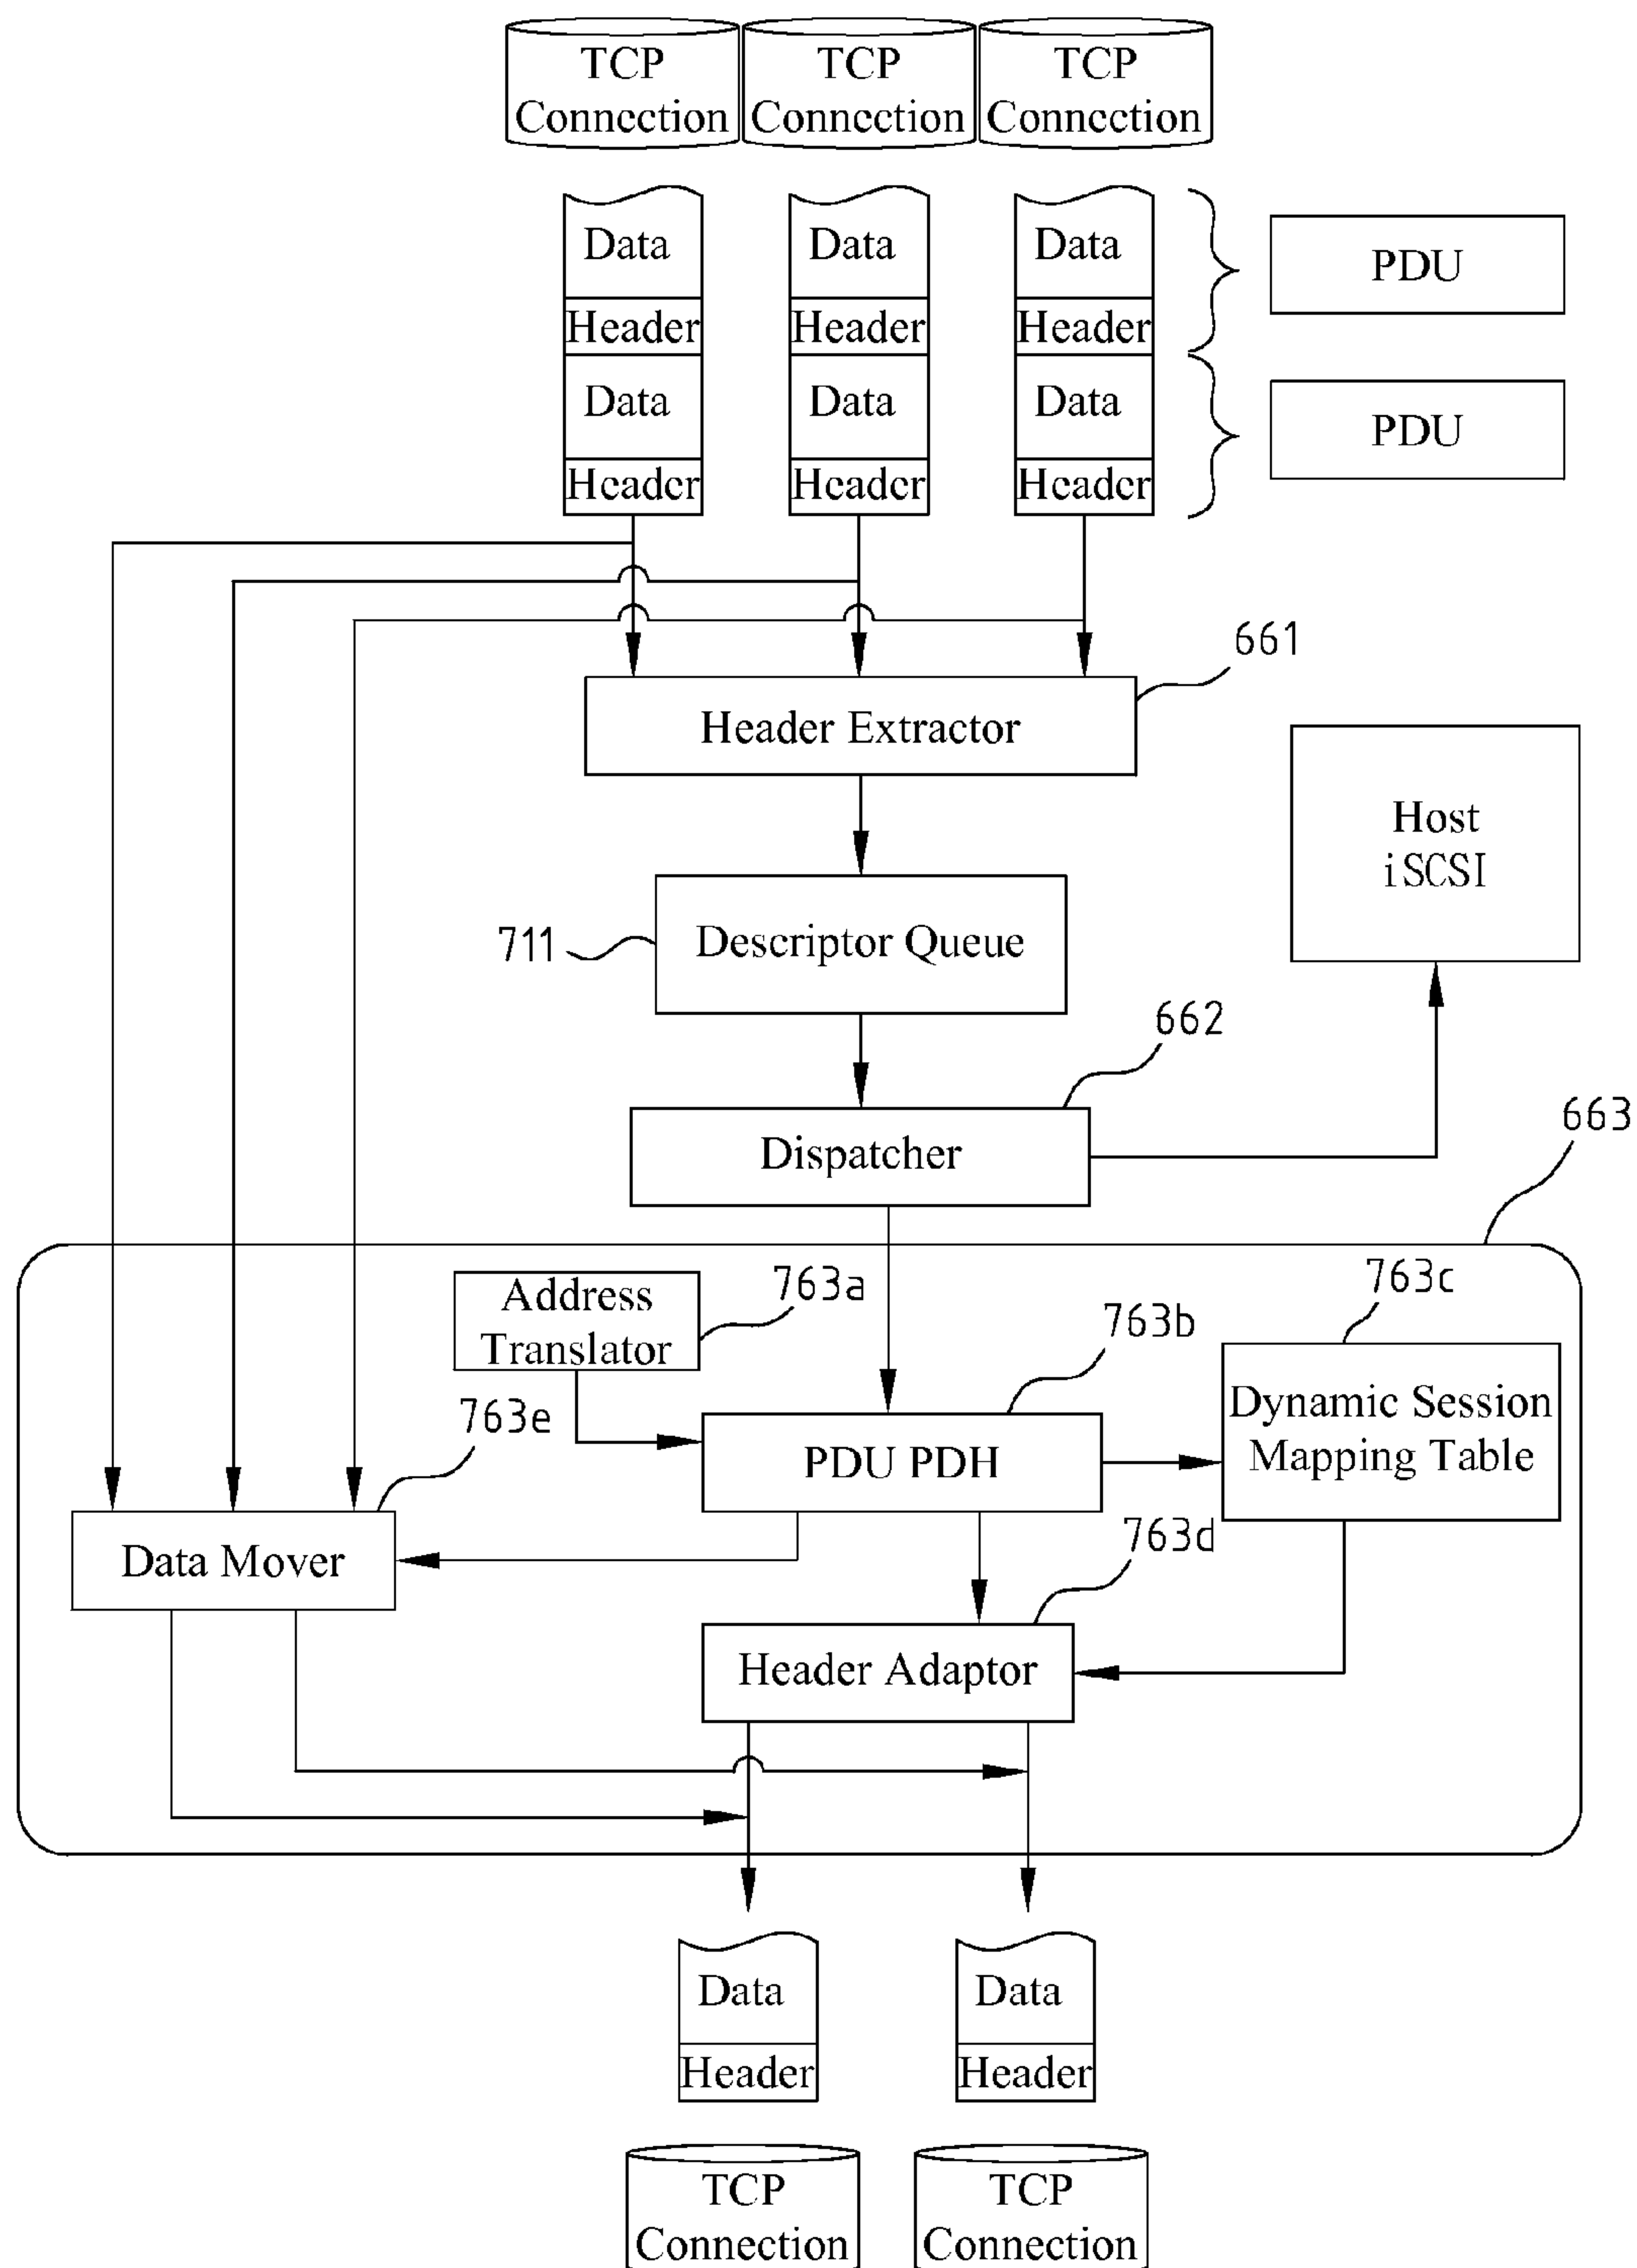 TCP TCP TCP
Connection Connection Connection
Data Data Data
PDU
Header Header Header
Data Data Data
PDU
Header Header Header
661
Header Extractor
Host
iSCSI
711
Descriptor Queue
662
Dispatcher
663
763a
Address
Translator
763b
763c
Dynamic Session
Mapping Table
763e
PDU PDH
763d
Data Mover
Header Adaptor
Data Data
Header Header
TCP TCP
Connection Connection